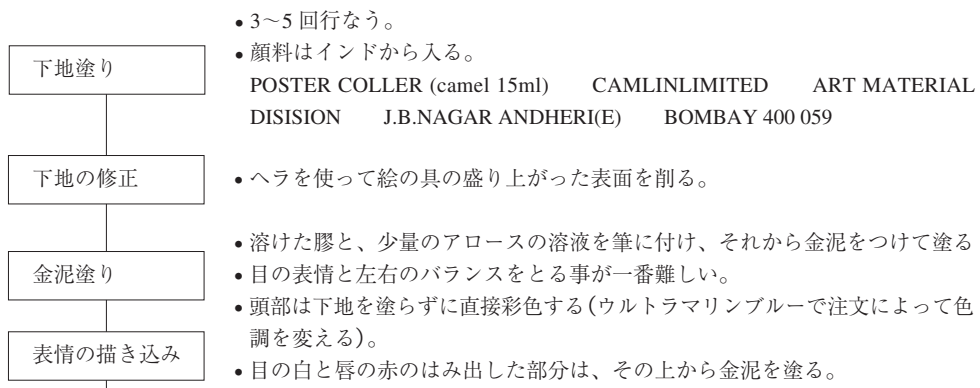 • 3〜5 回行なう。
• 顔料はインドから入る。
下地塗り
POSTER COLLER (camel 15ml) CAMLINLIMITED ART MATERIAL
DISISION J.B.NAGAR ANDHERI(E) BOMBAY 400 059
下地の修正
• ヘラを使って絵の具の盛り上がった表面を削る。
• 溶けた膠と、少量のアロースの溶液を筆に付け、それから金泥をつけて塗る
金泥塗り
• 目の表情と左右のバランスをとる事が一番難しい。
• 頭部は下地を塗らずに直接彩色する(ウルトラマリンブルーで注文によって色
調を変える)。
表情の描き込み
• 目の白と唇の赤のはみ出した部分は、その上から金泥を塗る。